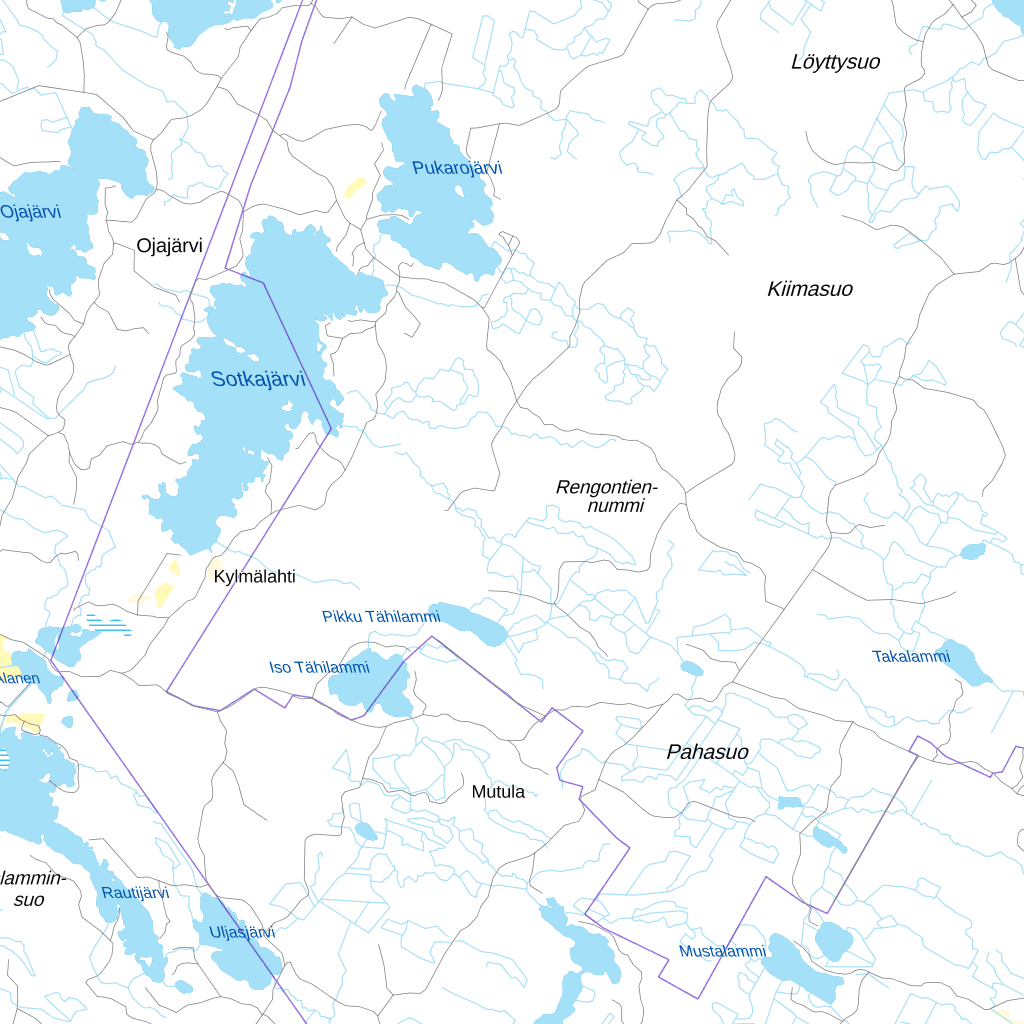 Löyttysuo
Pukarojärvi
Ojajärvi
Ojajärvi
Kiimasuo
Sotkajärvi
Rengontien-
nummi
Kylmälahti
Pikku Tähilammi
Takalammi
Iso Tähilammi
Alanen
Pahasuo
Mutula
lammin-
suo
Rautijärvi
Uljasjärvi
Mustalammi